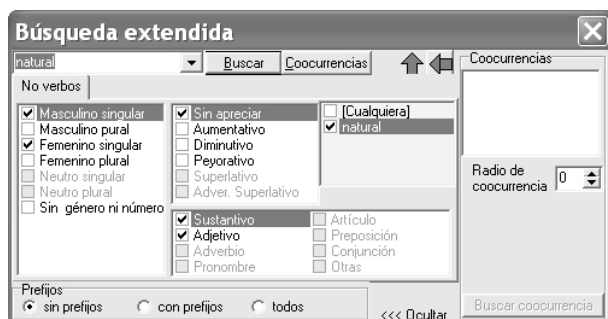 Búsqueda extendida
natural
Buscar
Coocurrencias
No verbos
Masculino singular
Masculino pural
Femenino singular
Femenino plural
Neutro singular
Neutro plural
Sin género ni número
Sin apreciar
Aumentativo
Diminutivo
Peyorativo
Superlativo
Adver. Superlativo
[Cualquiera]
natural
Sustantivo
Adjetivo
Adverbio
Pronombre
Artículo
Preposición
Conjunción
Otras
Prefijos
sin prefijos
con prefijos
todos
<<< Ocultar
Coocurrencias
Radio de
coocurrencia
0
Buscar coocurrencia